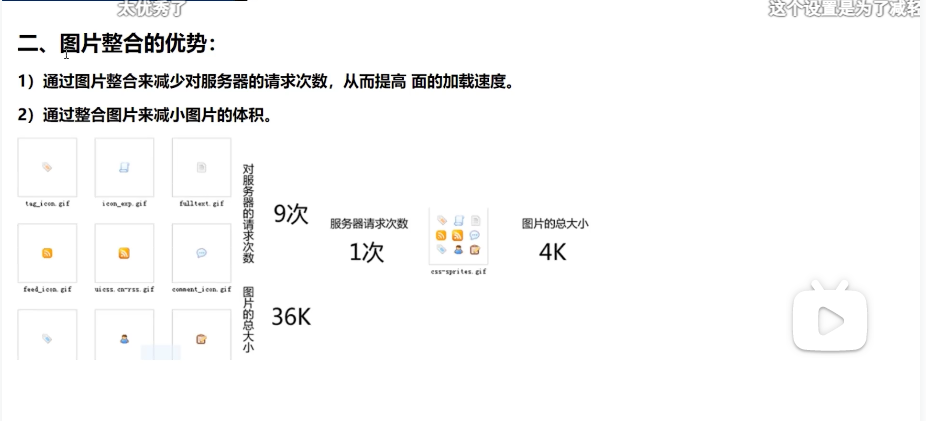 太优秀了
这个设置是为了减轻
二、图片整合的优势：
1）通过图片整合来减少对服务器的请求次数，从而提高 面的加载速度。
2）通过整合图片来减小图片的体积。
tag_icon.gif
icon_exp.gif
fulltext.gif
对服务器的请求次数
9次
服务器请求次数
1次
css-sprites.gif
图片的总大小
4K
feed_icon.gif
uicss.cn-rss.gif
comment_icon.gif
图片的总大小
36K